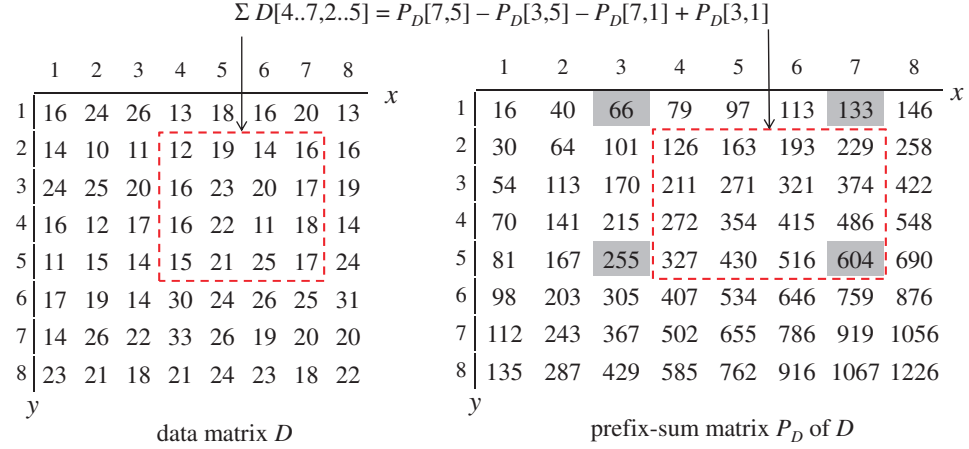 Σ D[4..7,2..5] = P_D[7,5] – P_D[3,5] – P_D[7,1] + P_D[3,1]
1 2 3 4 5 6 7 8 x
1 16 24 26 13 18 16 20 13
2 14 10 11 12 19 14 16 16
3 24 25 20 16 23 20 17 19
4 16 12 17 16 22 11 18 14
5 11 15 14 15 21 25 17 24
6 17 19 14 30 24 26 25 31
7 14 26 22 33 26 19 20 20
8 23 21 18 21 24 23 18 22
y
data matrix D
1 2 3 4 5 6 7 8 x
1 16 40 66 79 97 113 133 146
2 30 64 101 126 163 193 229 258
3 54 113 170 211 271 321 374 422
4 70 141 215 272 354 415 486 548
5 81 167 255 327 430 516 604 690
6 98 203 305 407 534 646 759 876
7 112 243 367 502 655 786 919 1056
8 135 287 429 585 762 916 1067 1226
y
prefix-sum matrix P_D of D